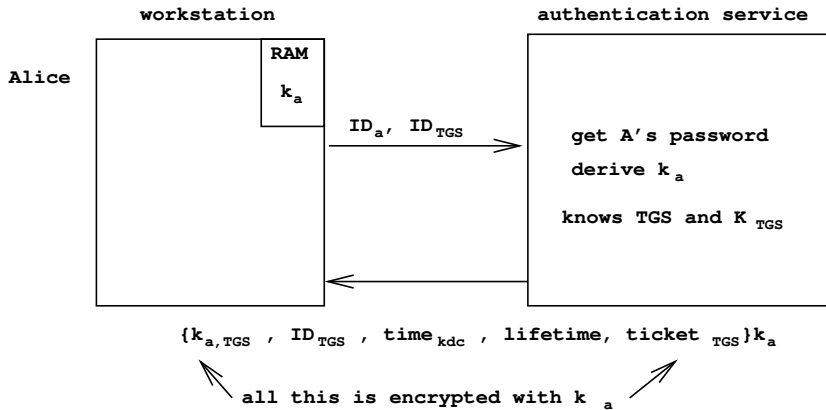 workstation
authentication service
Alice
RAM
k_a
ID_a, ID_TGS
get A's password
derive k_a
knows TGS and K_TGS
{k_a,TGS , ID_TGS , time_kdc , lifetime, ticket_TGS}k_a
all this is encrypted with k_a